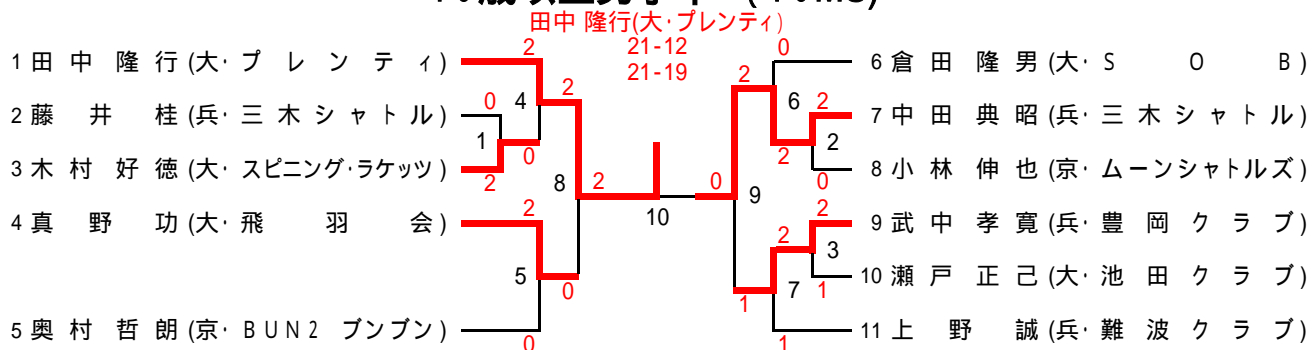 田中 隆行(大・プレンティ)
21-12
21-19
1 田中 隆行 (大・プレンティ)
2 藤井 桂 (兵・三木シャトル)
3 木村 好徳 (大・スピニング・ラケッツ)
4 真野 功 (大・飛羽会)
5 奥村 哲朗 (京・BUN2 ブンブン)
2
0
2
2
0
1
4
5
2
0
0
8
2
10
0
9
2
1
6
7
0
2
2
1
2
0
2
1
2
3
6 倉田 隆男 (大・SOB)
7 中田 典昭 (兵・三木シャトル)
8 小林 伸也 (京・ムーンシャトルズ)
9 武中 孝寛 (兵・豊岡クラブ)
10 瀬戸 正己 (大・池田クラブ)
11 上野 誠 (兵・難波クラブ)